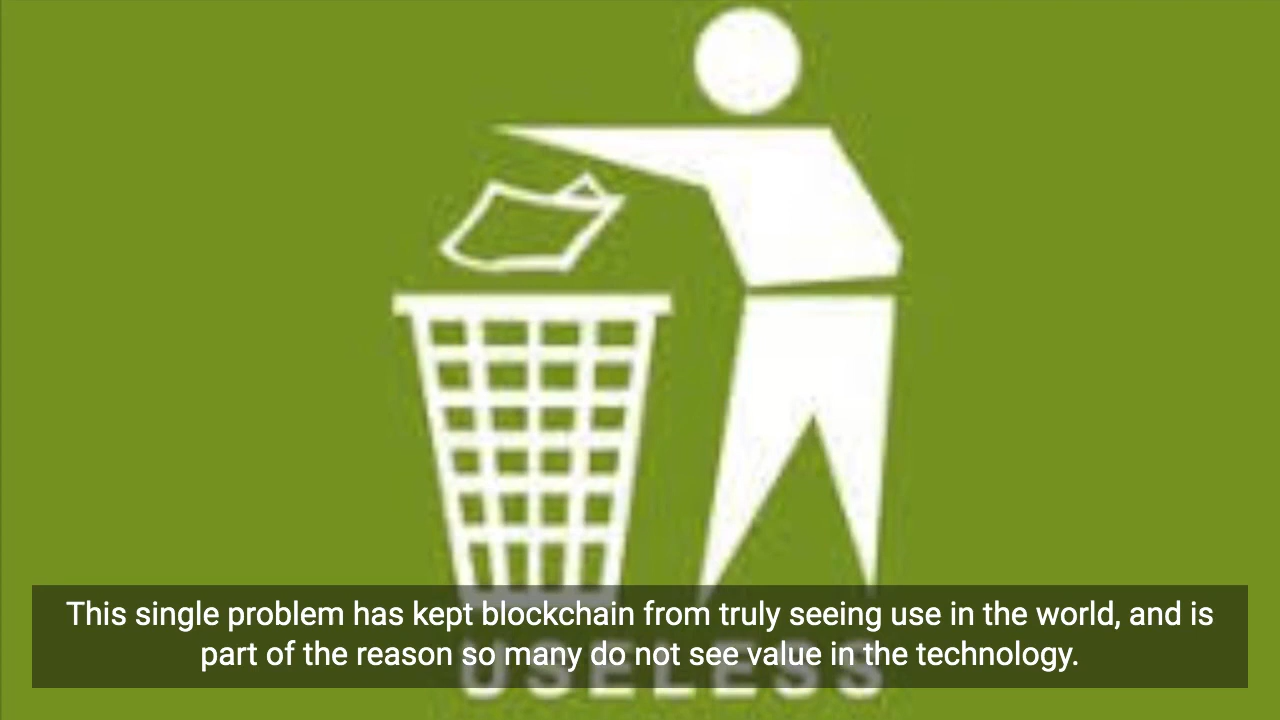 This single problem has kept blockchain from truly seeing use in the world, and is
part of the reason so many do not see value in the technology.
USELESS